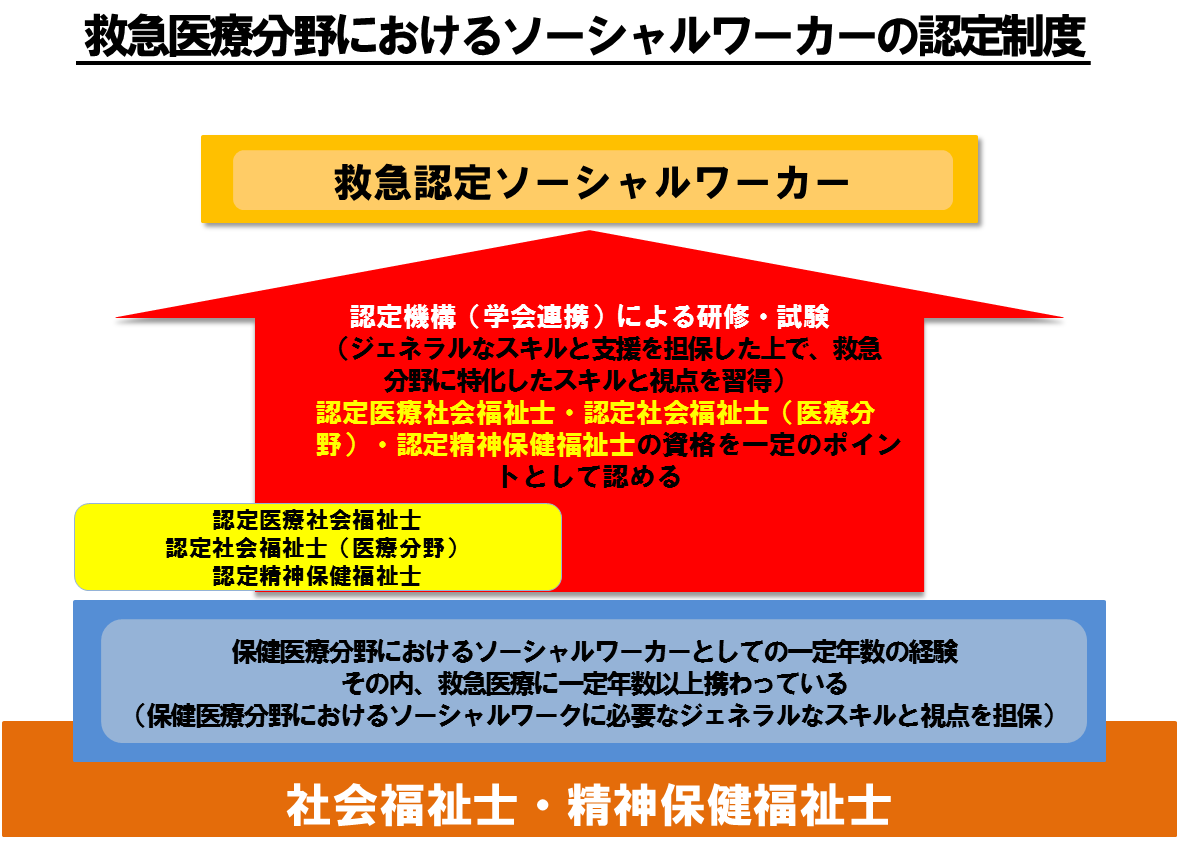 救急医療分野におけるソーシャルワーカーの認定制度
救急認定ソーシャルワーカー
認定機構（学会連携）による研修・試験
（ジェネラルなスキルと支援を担保した上で、救急
分野に特化したスキルと視点を習得）
認定医療社会福祉士・認定社会福祉士（医療分
野）・認定精神保健福祉士の資格を一定のポイン
トとして認める
認定医療社会福祉士
認定社会福祉士（医療分野）
認定精神保健福祉士
保健医療分野におけるソーシャルワーカーとしての一定年数の経験
その内、救急医療に一定年数以上携わっている
（保健医療分野におけるソーシャルワークに必要なジェネラルなスキルと視点を担保）
社会福祉士・精神保健福祉士